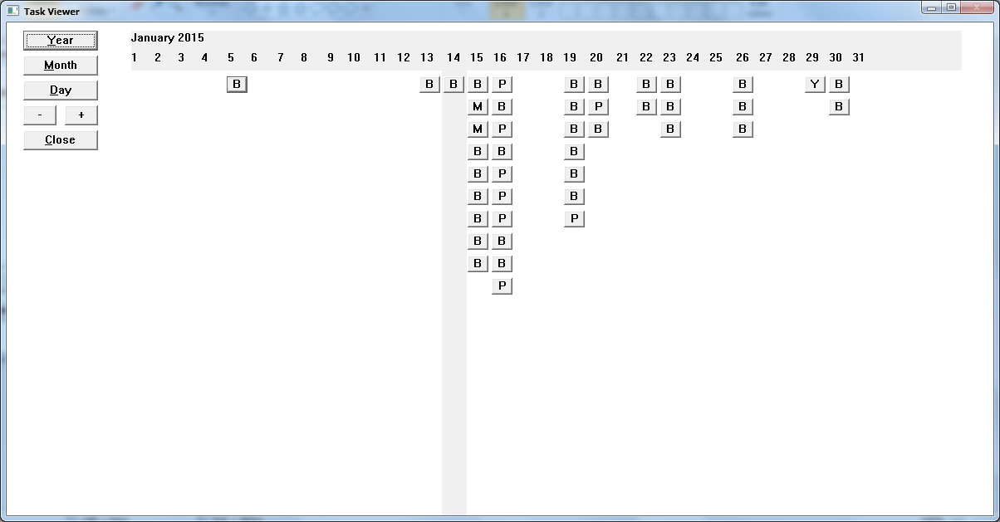 Task Viewer
Year
Month
Day
- +
Close
January 2015
1 2 3 4 5 6 7 8 9 10 11 12 13 14 15 16 17 18 19 20 21 22 23 24 25 26 27 28 29 30 31
B B B B P B B B B B Y B
M B B P B B B B
M P B B B B
B B B
B P B
B P B
B P P
B B
B B
P